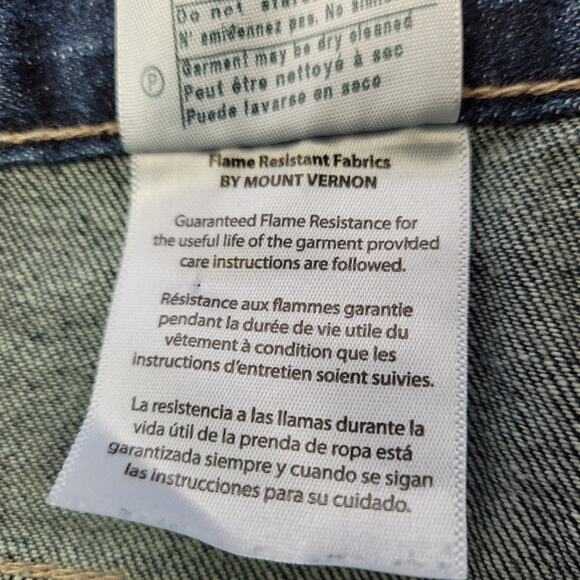 Do not
N' amidonnez pas. No
Garment may be dry cleaned
Peut être nettoyé à sec
Puede lavarse en seco
P
Flame Resistant Fabrics
BY MOUNT VERNON
Guaranteed Flame Resistance for
the useful life of the garment provided
care instructions are followed.
Résistance aux flammes garantie
pendant la durée de vie utile du
vêtement à condition que les
instructions d'entretien soient suivies.
La resistencia a las llamas durante la
vida útil de la prenda de ropa está
garantizada siempre y cuando se sigan
las instrucciones para su cuidado.